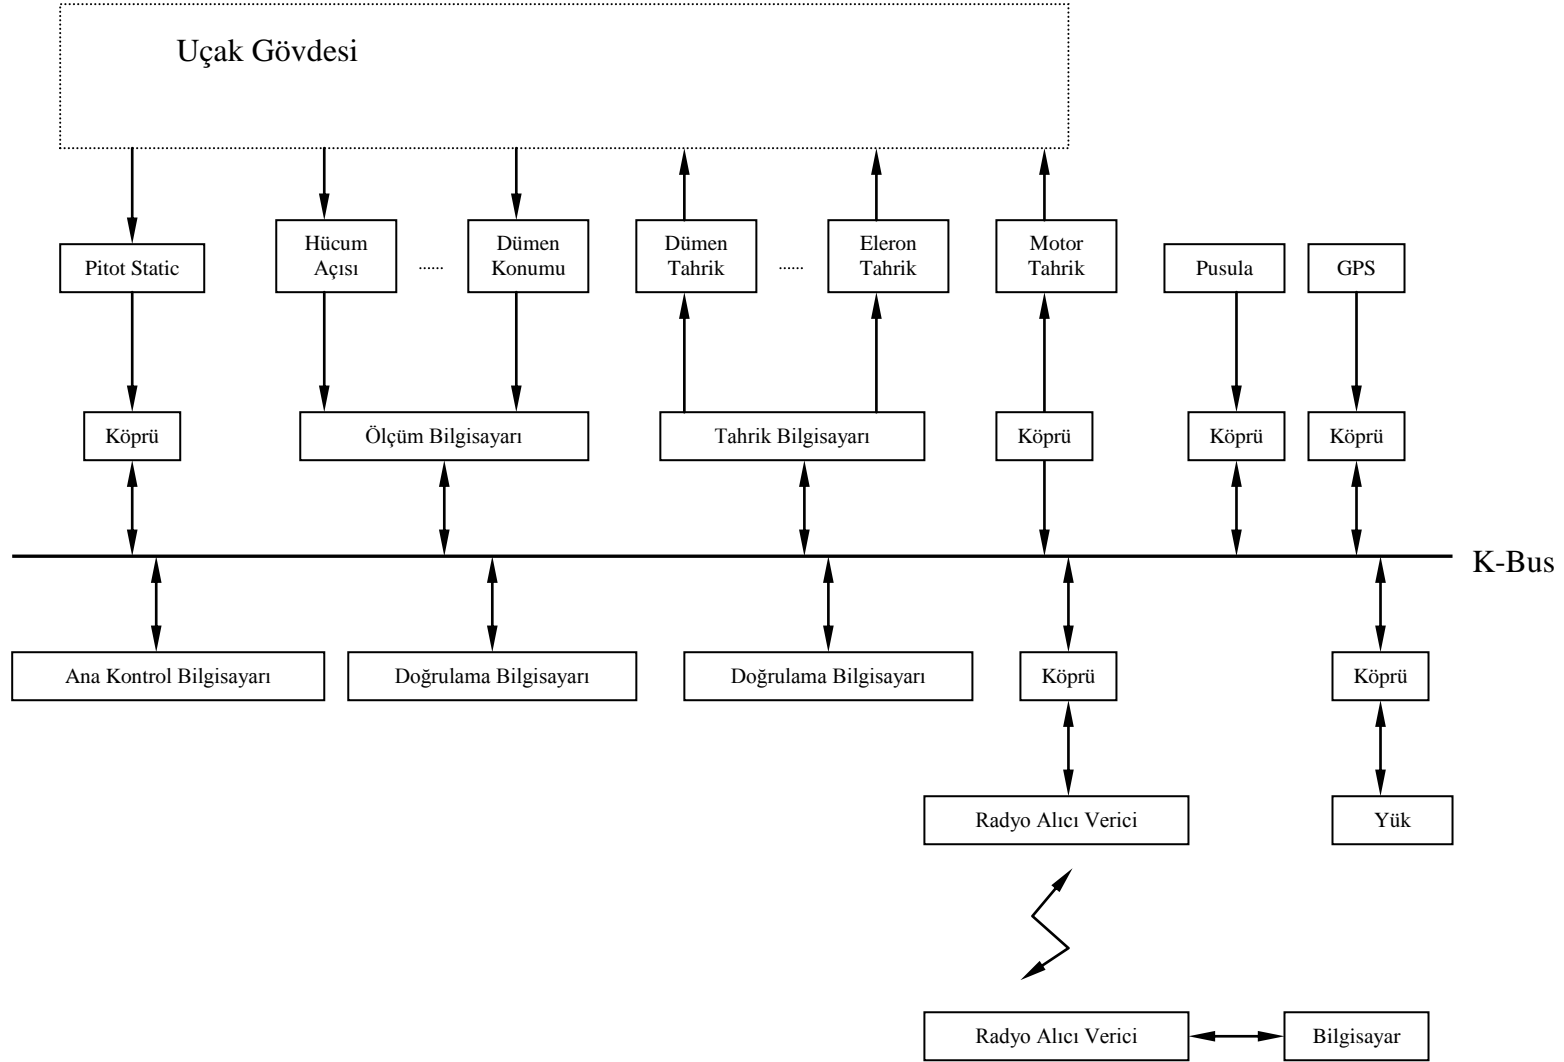 Uçak Gövdesi
Pitot Static
Hücum
Açısı
......
Dümen
Konumu
Dümen
Tahrik
......
Eleron
Tahrik
Motor
Tahrik
Pusula
GPS
Köprü
Ölçüm Bilgisayarı
Tahrik Bilgisayarı
Köprü
Köprü
Köprü
K-Bus
Ana Kontrol Bilgisayarı
Doğrulama Bilgisayarı
Doğrulama Bilgisayarı
Köprü
Köprü
Radyo Alıcı Verici
Yük
Radyo Alıcı Verici
Bilgisayar